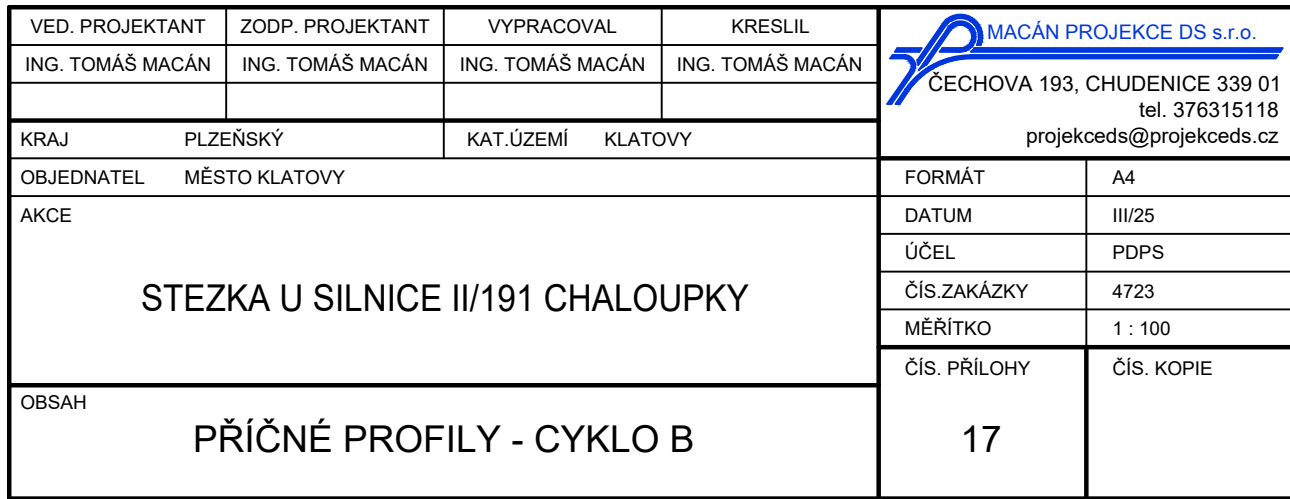 VED. PROJEKTANT ZODP. PROJEKTANT VYPRACOVAL KRESLIL
ING. TOMÁŠ MACÁN ING. TOMÁŠ MACÁN ING. TOMÁŠ MACÁN ING. TOMÁŠ MACÁN
KRAJ PLZEŇSKÝ KAT.ÚZEMÍ KLATOVY
OBJEDNATEL MĚSTO KLATOVY
AKCE
STEZKA U SILNICE II/191 CHALOUPKY
OBSAH
PŘÍČNÉ PROFILY - CYKLO B
MACÁN PROJEKCE DS s.r.o.
ČECHOVA 193, CHUDENICE 339 01
tel. 376315118
projekceds@projekceds.cz
FORMÁT A4
DATUM III/25
ÚČEL PDPS
ČÍS.ZAKÁZKY 4723
MĚŘÍTKO 1 : 100
ČÍS. PŘÍLOHY ČÍS. KOPIE
17